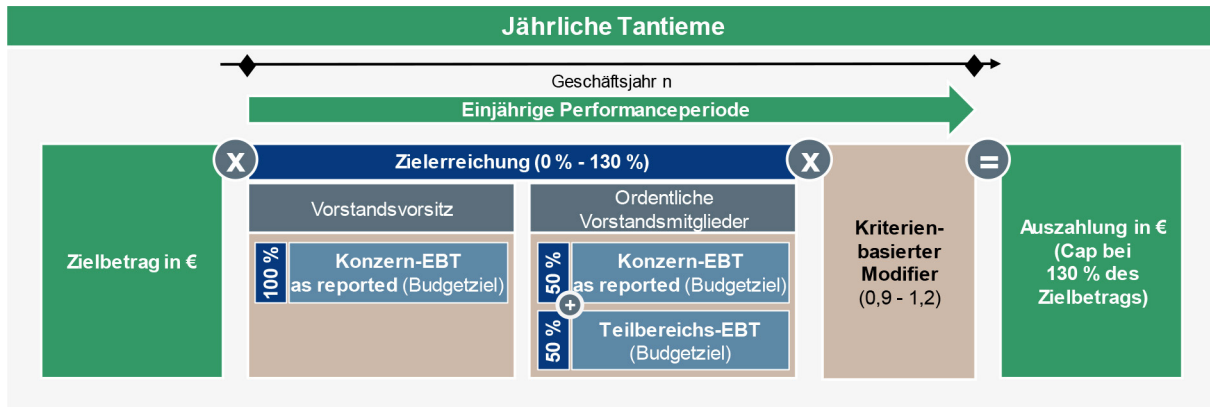 Jährliche Tantieme
Geschäftsjahr n
Einjährige Performanceperiode
Zielbetrag in €
x
Zielerreichung (0 % - 130 %)
Vorstandsvorsitz
100 %
Konzern-EBT
as reported (Budgetziel)
Ordentliche
Vorstandsmitglieder
50 %
Konzern-EBT
as reported (Budgetziel)
+
50 %
Teilbereichs-EBT
(Budgetziel)
x
Kriterien-
basierter
Modifier
(0,9 - 1,2)
=
Auszahlung in €
(Cap bei
130 % des
Zielbetrags)